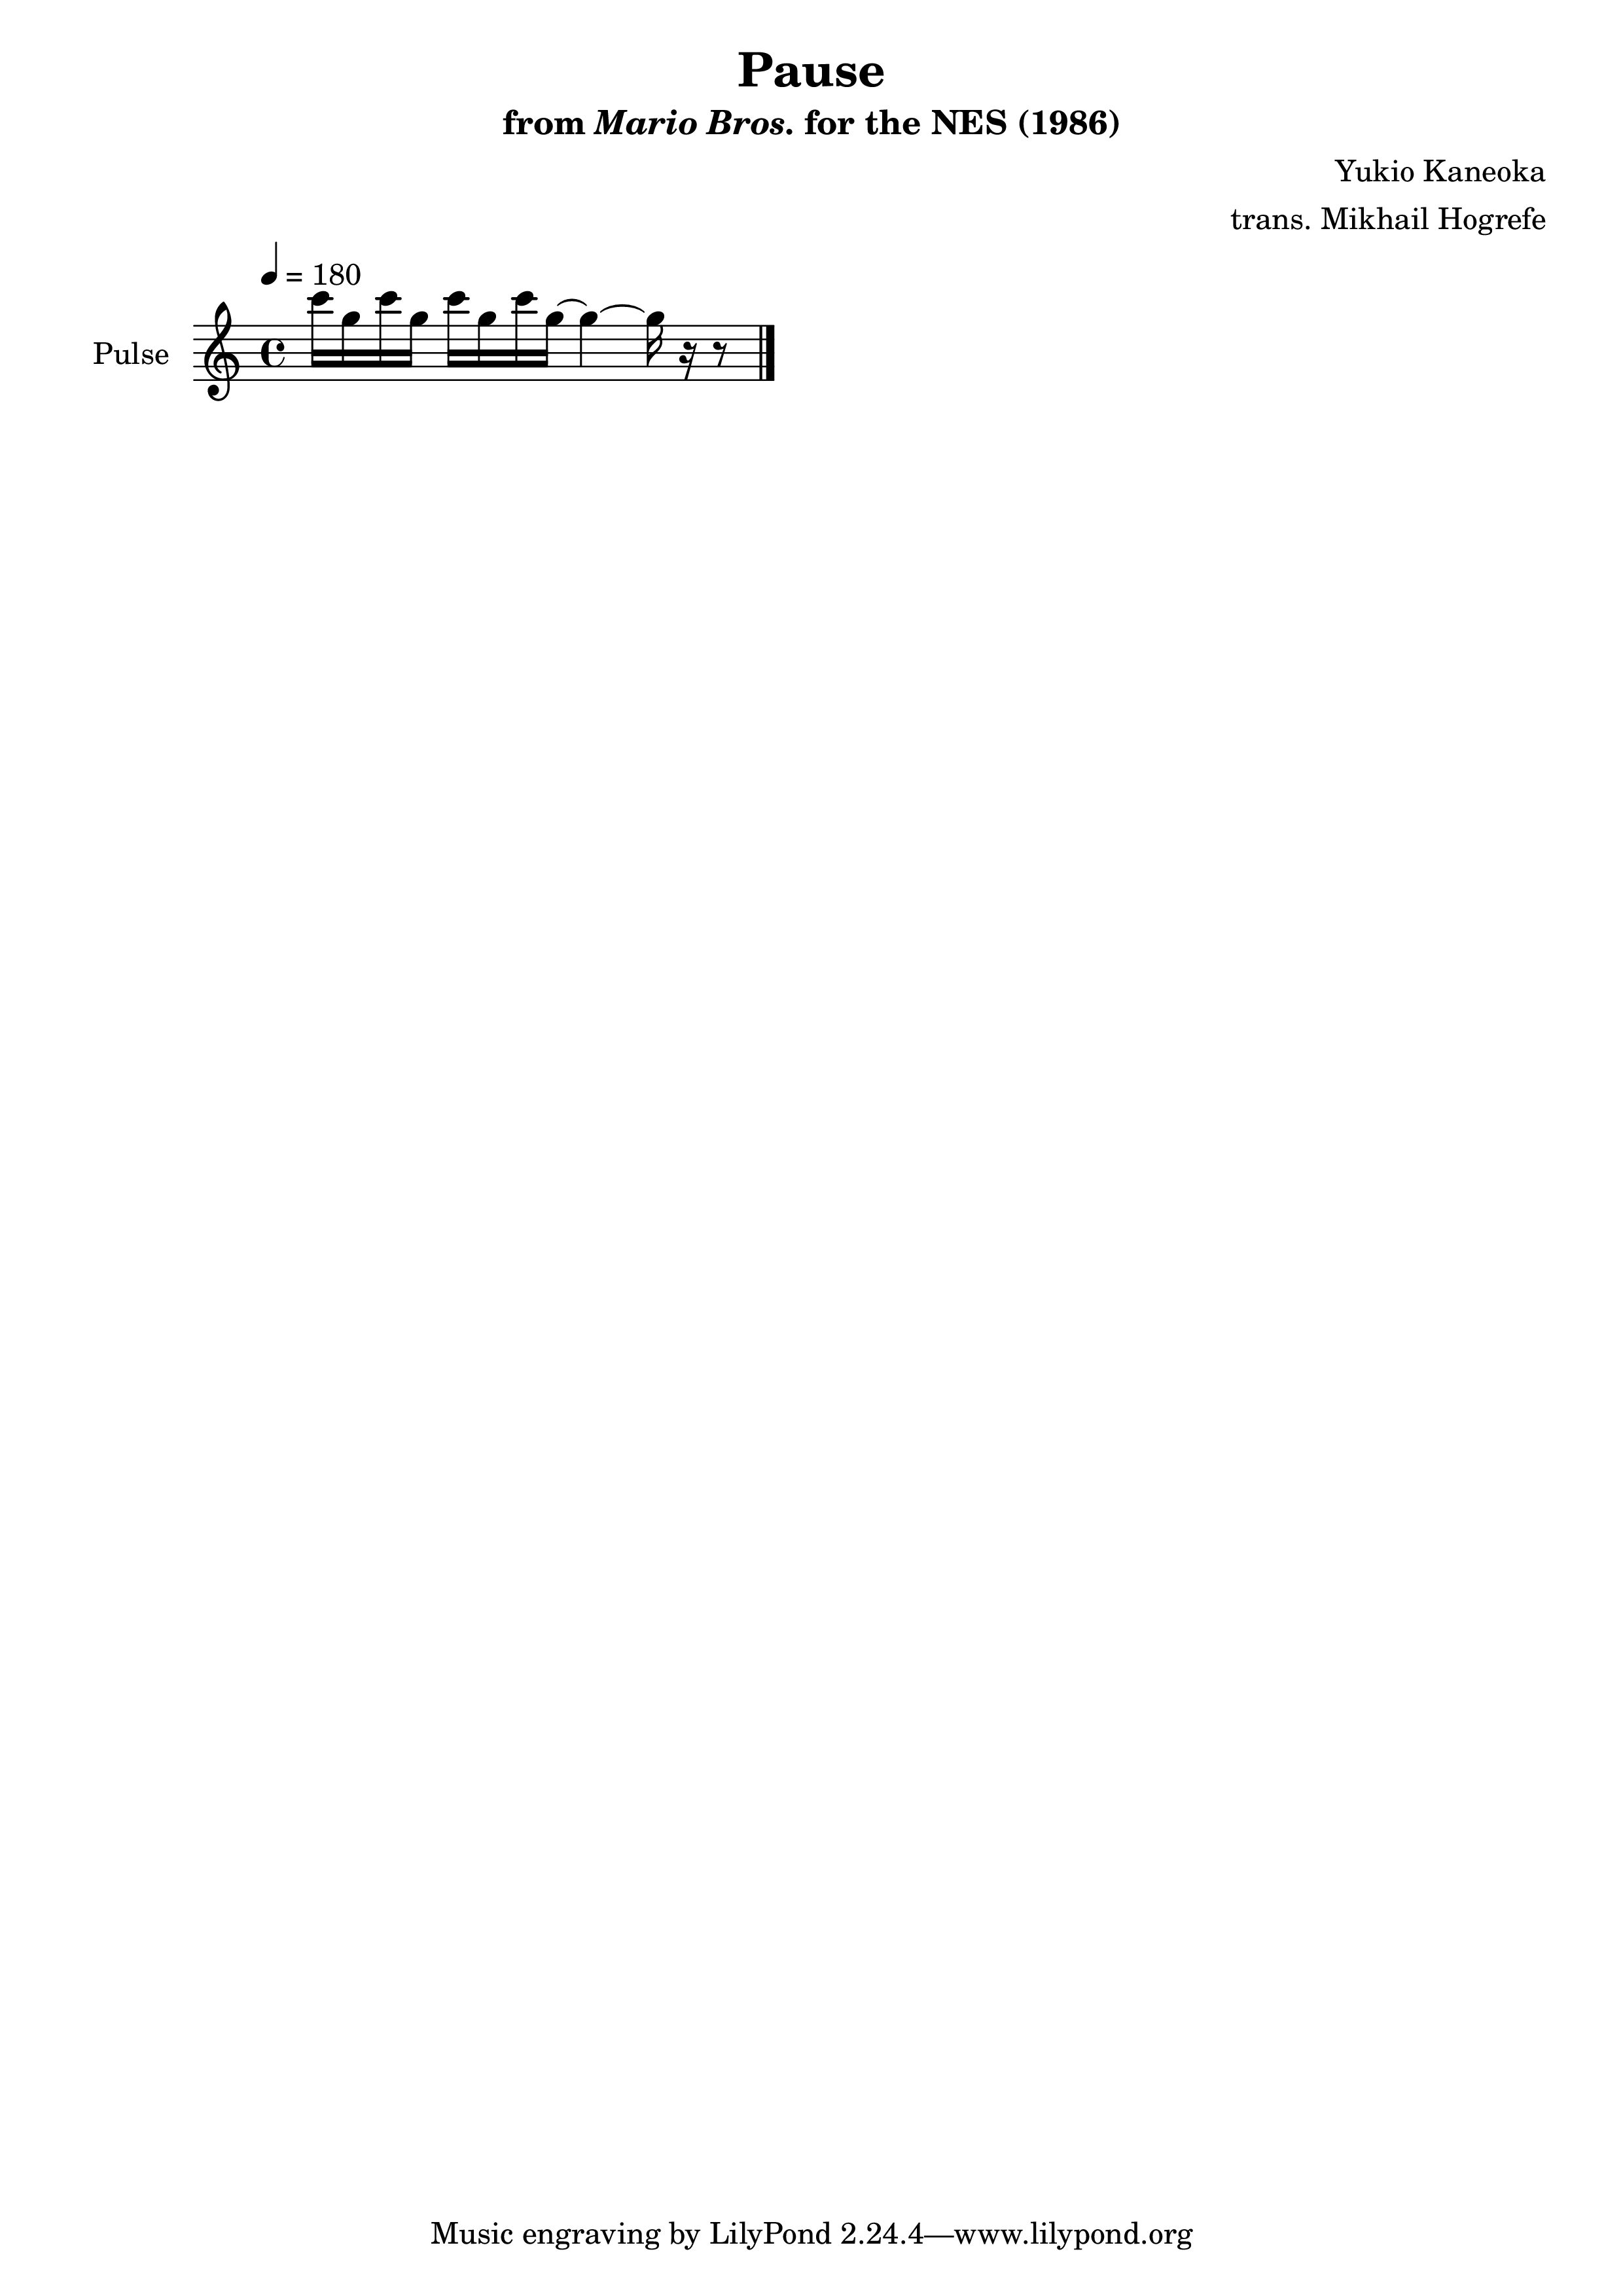 Pause
from Mario Bros. for the NES (1986)
Yukio Kaneoka
trans. Mikhail Hogrefe
= 180
Pulse
Music engraving by LilyPond 2.24.4—www.lilypond.org